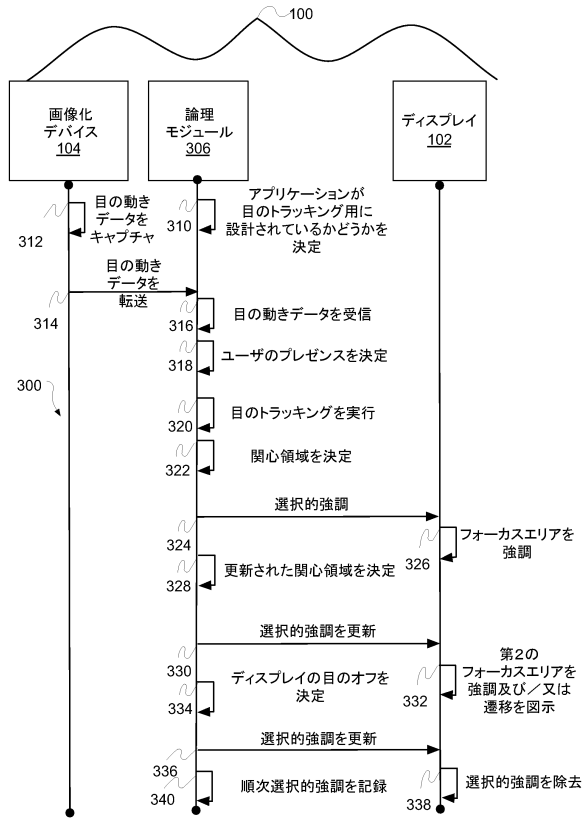 100
画像化
デバイス
104
論理
モジュール
306
ディスプレイ
102
目の動き
データを
キャプチャ
312
310
アプリケーションが
目のトラッキング用に
設計されているかどうかを
決定
目の動き
データを
転送
314
316
目の動きデータを受信
318
ユーザのプレゼンスを決定
300
320
目のトラッキングを実行
322
関心領域を決定
選択的強調
324
326
フォーカスエリアを
強調
328
更新された関心領域を決定
選択的強調を更新
330
332
第2の
フォーカスエリアを
強調及び/又は
遷移を図示
334
ディスプレイの目のオフを
決定
選択的強調を更新
336
338
選択的強調を除去
340
順次選択的強調を記録